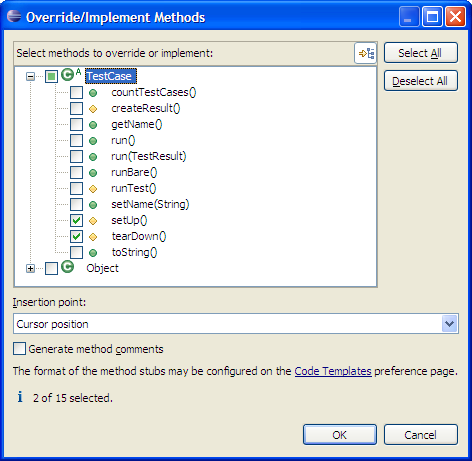 Override/Implement Methods
Select methods to override or implement:
Select All
Deselect All
C A TestCase
countTestCases()
createResult()
getName()
run()
run(TestResult)
runBare()
runTest()
setName(String)
setUp()
tearDown()
toString()
C Object
Insertion point:
Cursor position
Generate method comments
The format of the method stubs may be configured on the Code Templates preference page.
i 2 of 15 selected.
OK
Cancel